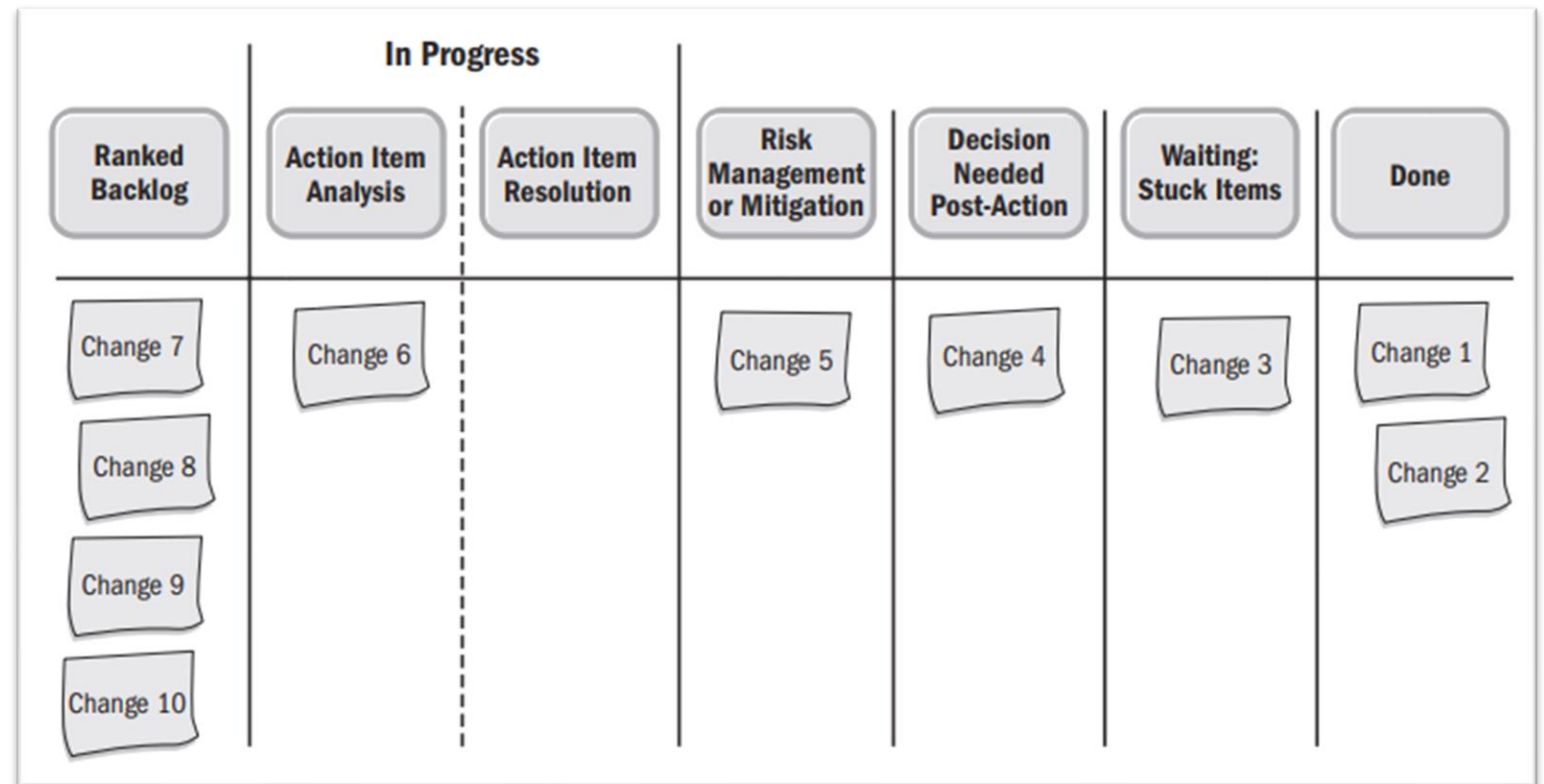 In Progress
Ranked
Backlog
Action Item
Analysis
Action Item
Resolution
Risk
Management
or Mitigation
Decision
Needed
Post-Action
Waiting:
Stuck Items
Done
Change 7
Change 8
Change 9
Change 10
Change 6
Change 5
Change 4
Change 3
Change 1
Change 2